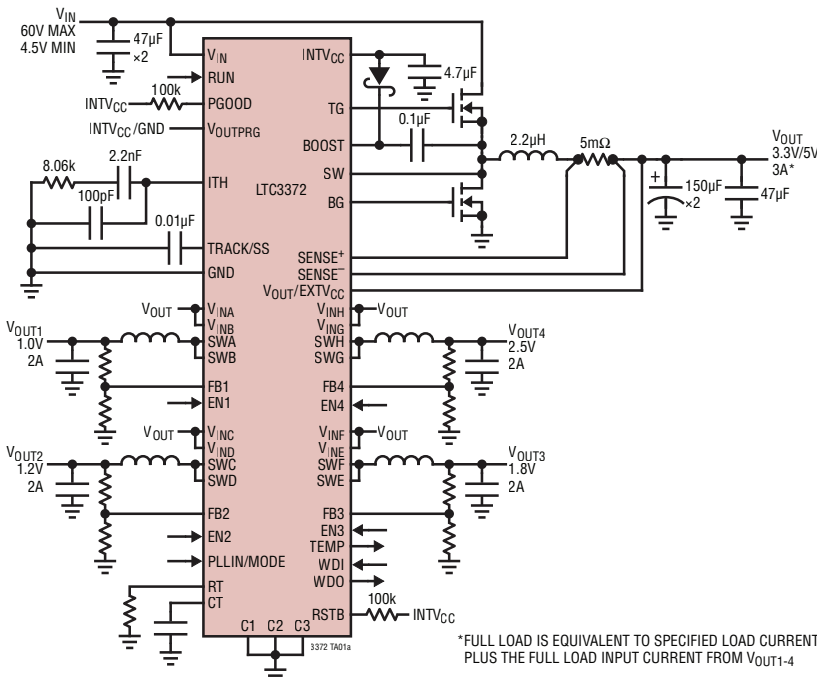 VIN
60V MAX
4.5V MIN
47µF
×2
VIN
RUN
INTVCC
100k
PGOOD
INTVCC/GND
VOUTPRG
8.06k
2.2nF
ITH
100pF
0.01µF
TRACK/SS
GND
LTC3372
INTVCC
4.7µF
TG
0.1µF
BOOST
SW
BG
2.2µH
5mΩ
VOUT
3.3V/5V
3A*
+
150µF
×2
47µF
SENSE+
SENSE–
VOUT/EXTVCC
VOUT
VINA
VINB
VOUT1
1.0V
2A
SWA
SWB
FB1
EN1
VINH
VOUT
VING
SWH
SWG
VOUT4
2.5V
2A
FB4
EN4
VOUT
VINC
VIND
VOUT2
1.2V
2A
SWC
SWD
FB2
EN2
PLLIN/MODE
RT
CT
VINF
VOUT
VINE
SWF
SWE
VOUT3
1.8V
2A
FB3
EN3
TEMP
WDI
WDO
100k
RSTB
INTVCC
C1 C2 C3
3372 TA01a
*FULL LOAD IS EQUIVALENT TO SPECIFIED LOAD CURRENT
PLUS THE FULL LOAD INPUT CURRENT FROM VOUT1-4